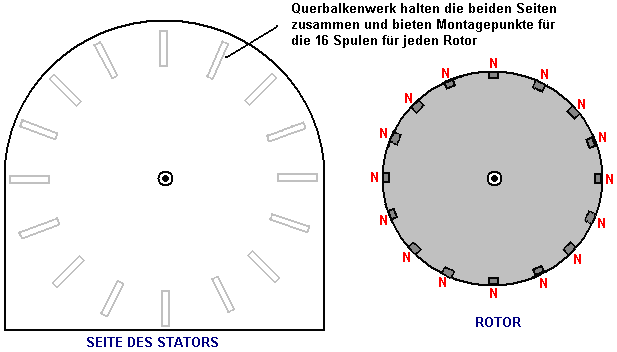 Querbalkenwerk halten die beiden Seiten
zusammen und bieten Montagepunkte für
die 16 Spulen für jeden Rotor
N
N N
N N
N N
N N
N N
N N
N N
N
ROTOR
SEITE DES STATORS